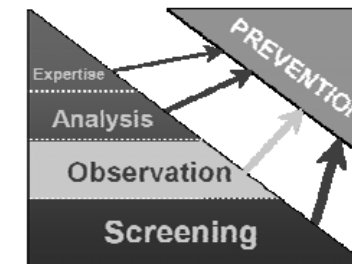 PREVENTION
Expertise
Analysis
Observation
Screening